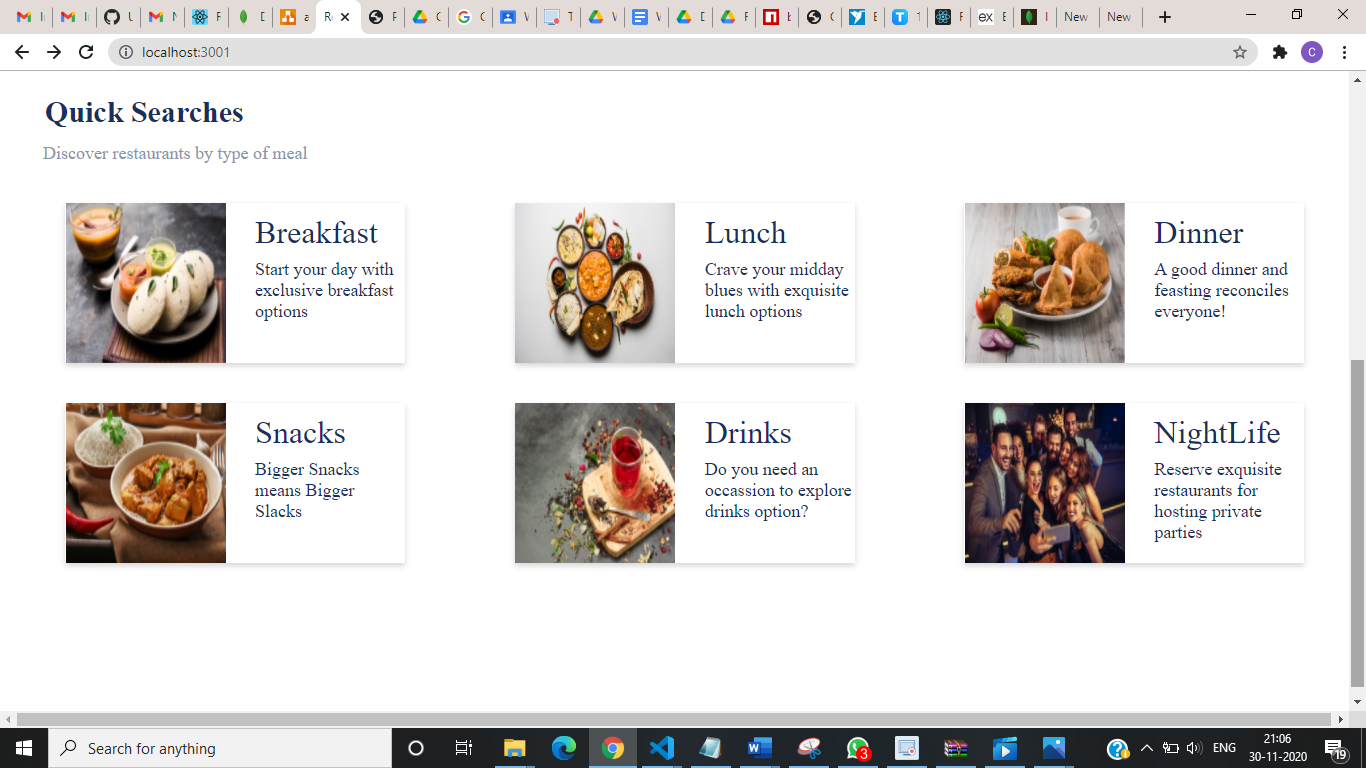 New
New
localhost:3001
C
Quick Searches
Discover restaurants by type of meal
Breakfast
Start your day with
exclusive breakfast
options
Lunch
Crave your midday
blues with exquisite
lunch options
Dinner
A good dinner and
feasting reconciles
everyone!
Snacks
Bigger Snacks
means Bigger
Slacks
Drinks
Do you need an
occassion to explore
drinks option?
NightLife
Reserve exquisite
restaurants for
hosting private
parties
Search for anything
3
ENG
21:06
30-11-2020
19